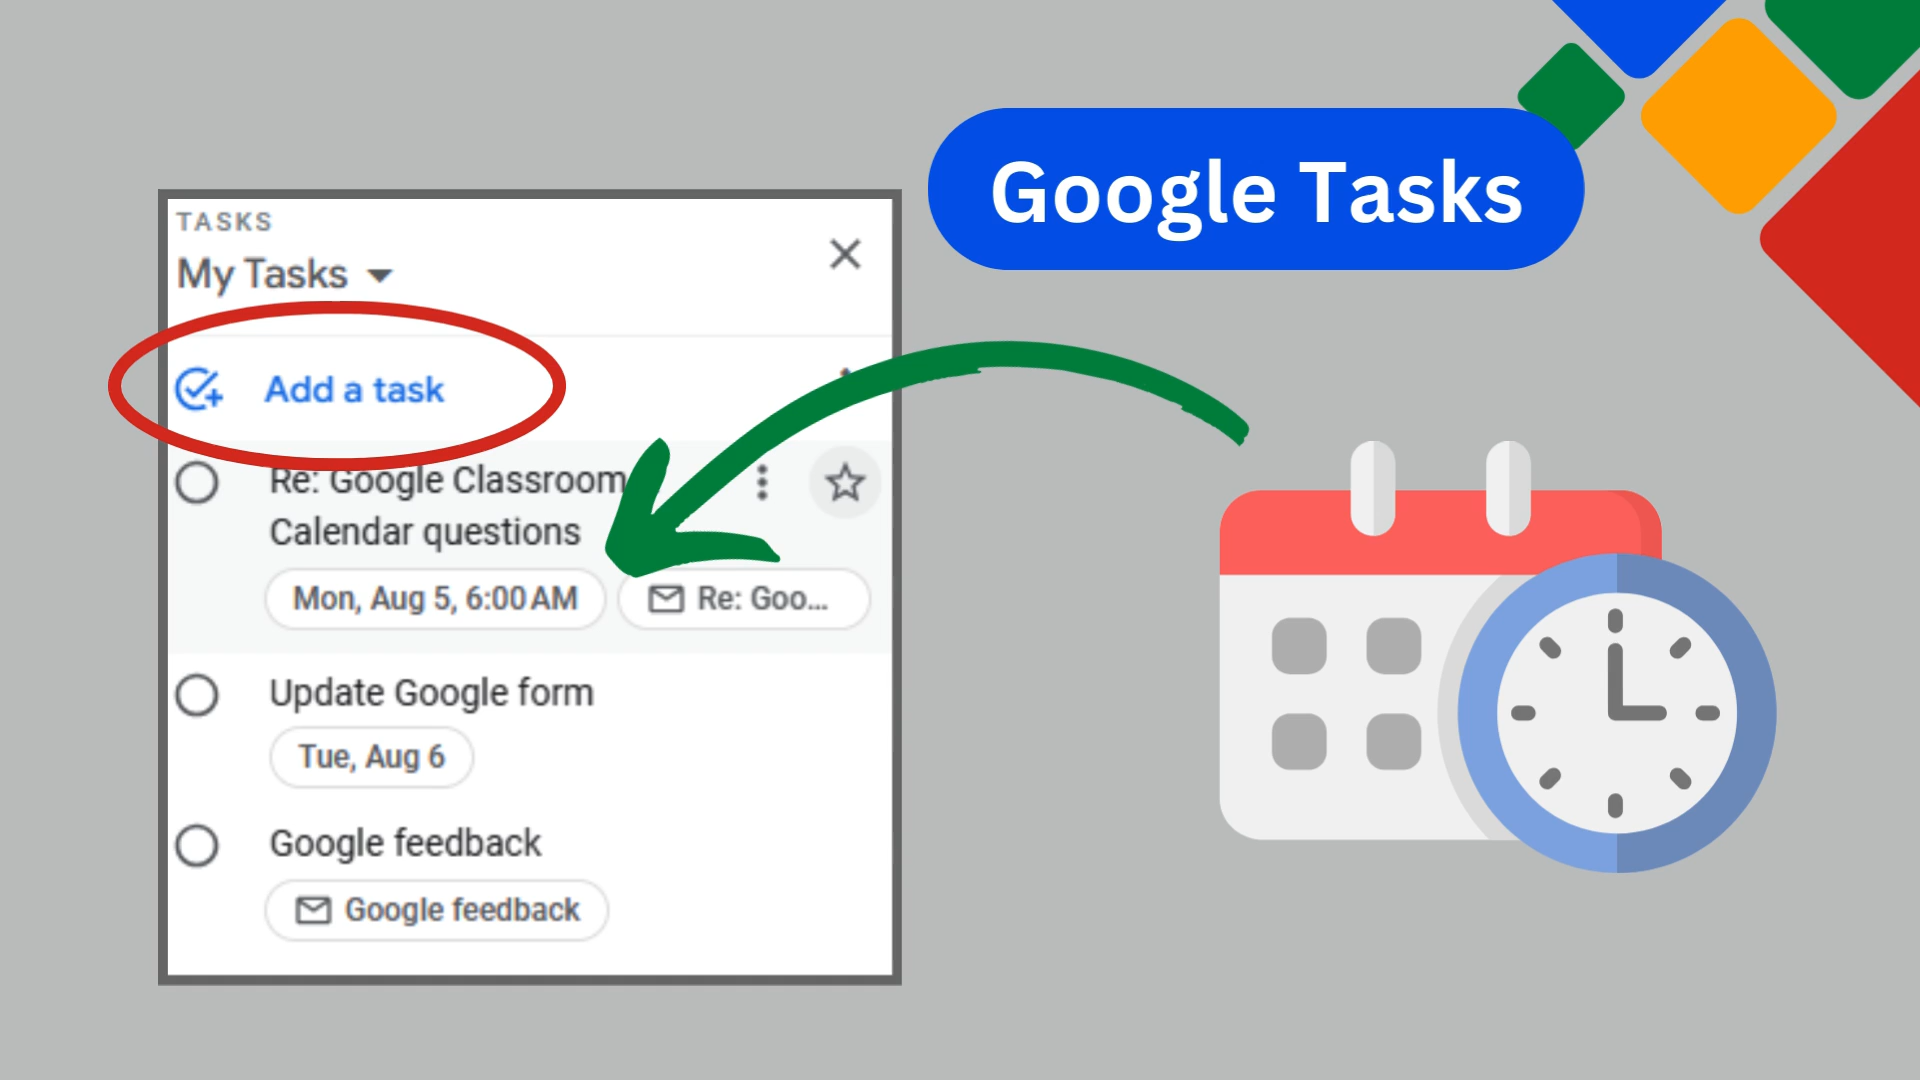 Google Tasks
TASKS
My Tasks
Add a task
Re: Google Classroom
Calendar questions
Mon, Aug 5, 6:00 AM
Re: Goo...
Update Google form
Tue, Aug 6
Google feedback
Google feedback